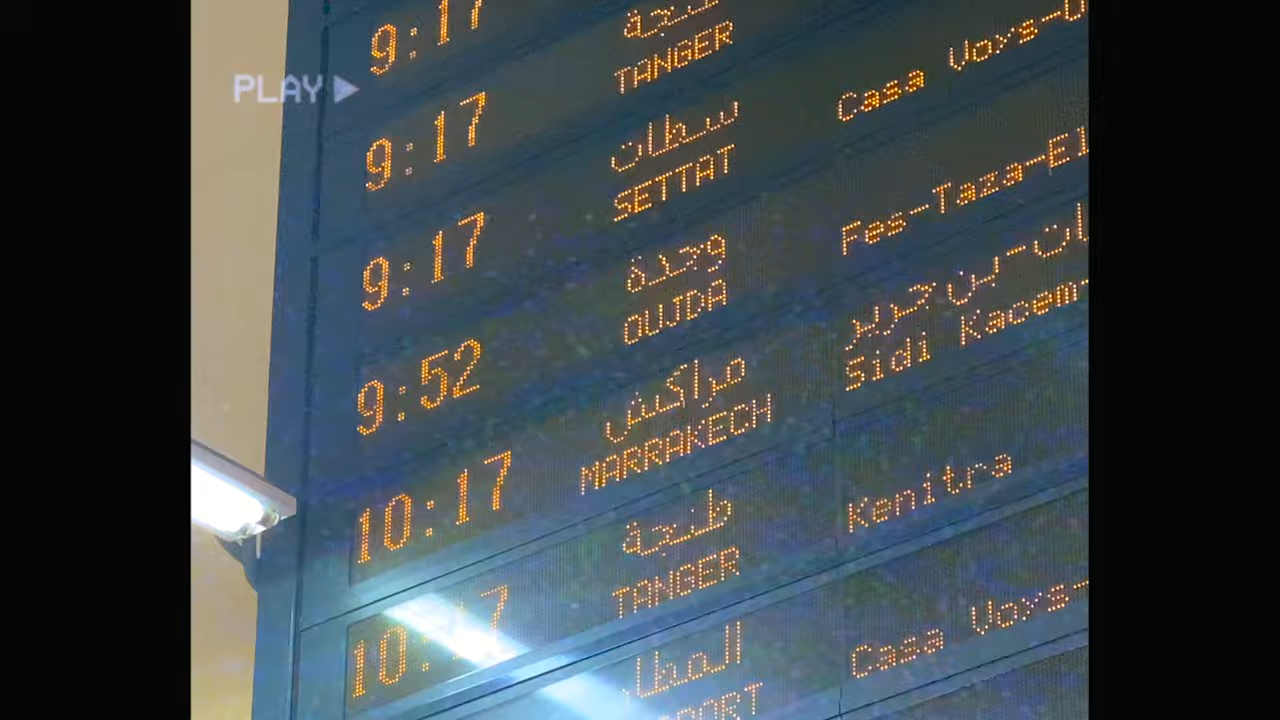 PLAY
9:17
9:17 طنجة
TANGER
9:17 سطات Casa Voys-O
SETTAT
9:52 وجدة Fes-Taza-El
OUJDA
10:17 مراكش
MARRAKECH Sidi Kacem-
10:17 طنجة Kenitra
TANGER
Casa Voys-